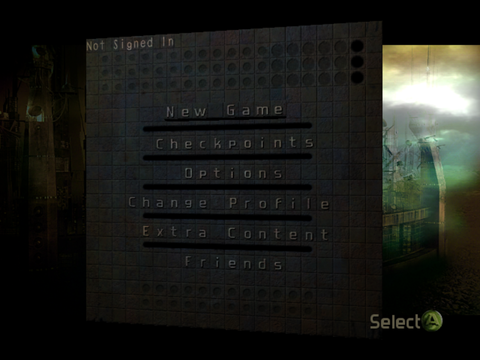 Not Signed In
New Game
Checkpoints
Options
Change Profile
Extra Content
Friends
Select A